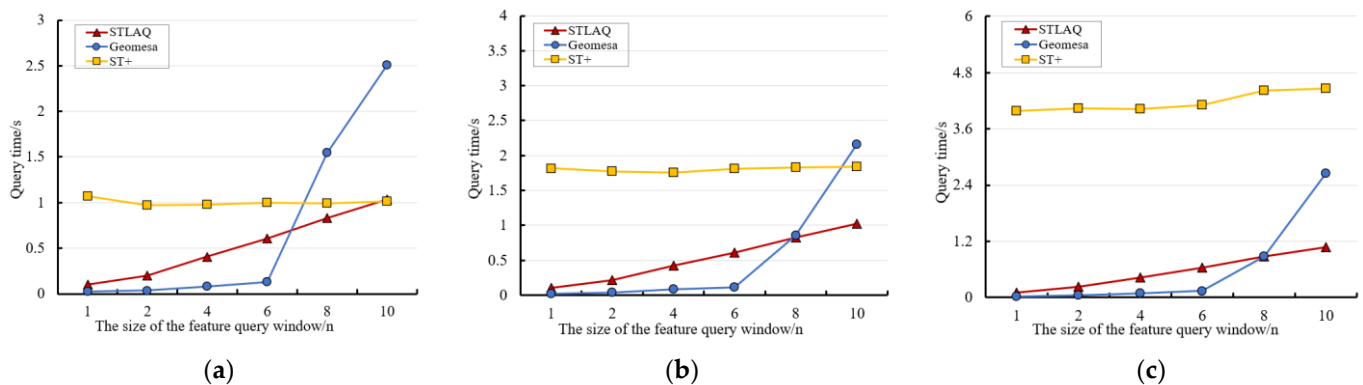 3
2.5
2
1.5
1
0.5
0
Query time/s
STLAQ
Geomesa
ST+
1 2 4 6 8 10
The size of the feature query window/n
(a)
4
3.5
3
2.5
2
1.5
1
0.5
0
Query time/s
STLAQ
Geomesa
ST+
1 2 4 6 8 10
The size of the feature query window/n
(b)
6
4.8
3.6
2.4
1.2
0
Query time/s
STLAQ
Geomesa
ST+
1 2 4 6 8 10
The size of the feature query window/n
(c)